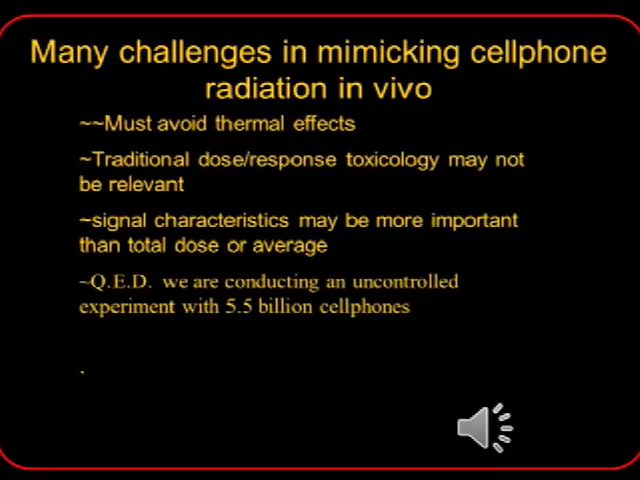 Many challenges in mimicking cellphone
radiation in vivo
~~Must avoid thermal effects
~Traditional dose/response toxicology may not
be relevant
~signal characteristics may be more important
than total dose or average
~Q.E.D. we are conducting an uncontrolled
experiment with 5.5 billion cellphones
`